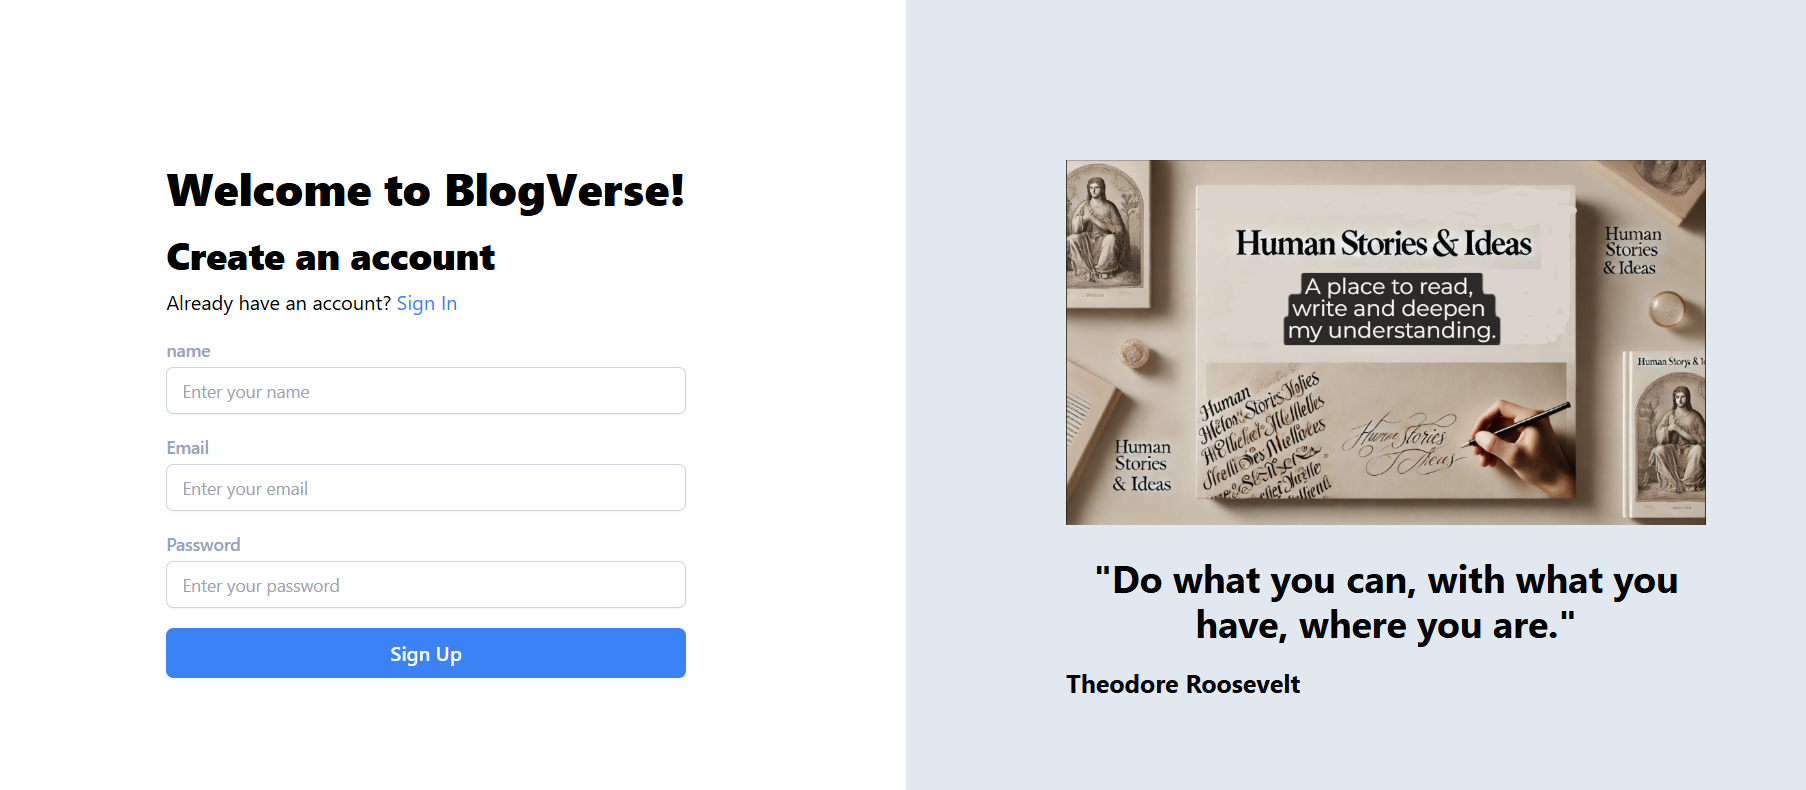 Welcome to BlogVerse!
Create an account
Already have an account? Sign In
name
Enter your name
Email
Enter your email
Password
Enter your password
Sign Up
Human Stories & Ideas
A place to read,
write and deepen
my understanding.
Human
Stories
& Ideas
Human
Stories
& Ideas
Human
Human Stories
Ideas
"Do what you can, with what you
have, where you are."
Theodore Roosevelt